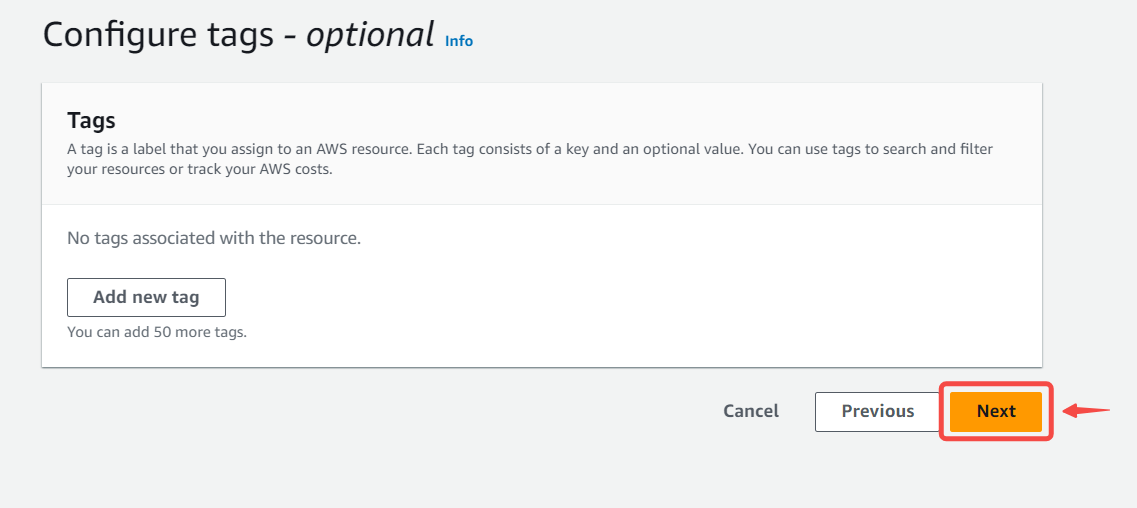 Configure tags - optional Info
Tags
A tag is a label that you assign to an AWS resource. Each tag consists of a key and an optional value. You can use tags to search and filter
your resources or track your AWS costs.
No tags associated with the resource.
Add new tag
You can add 50 more tags.
Cancel Previous Next